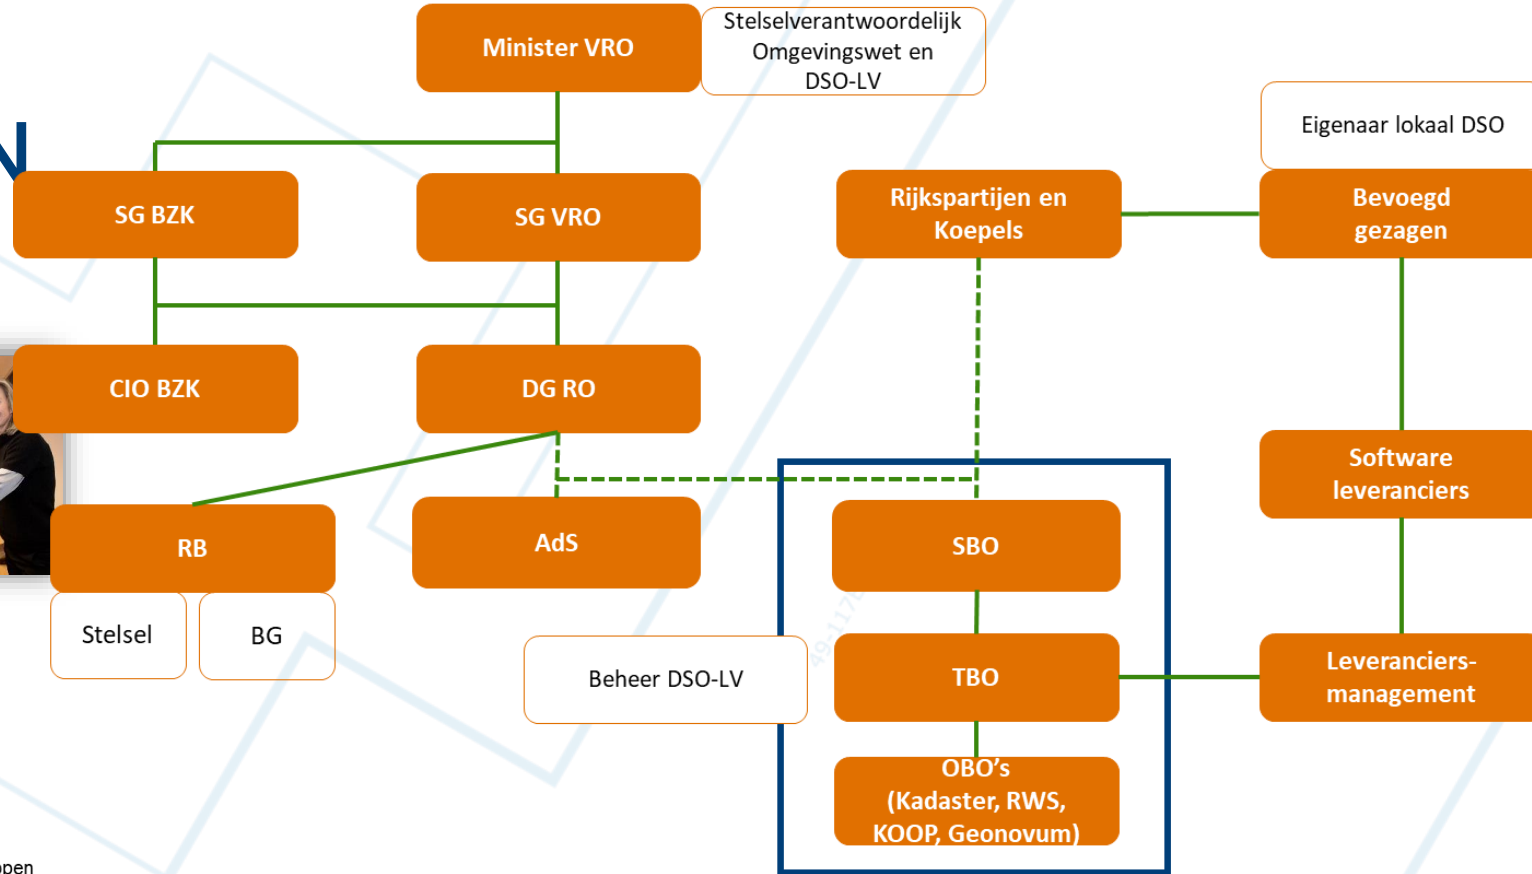 Minister VRO
Stelselverantwoordelijk
Omgevingswet en
DSO-LV
Eigenaar lokaal DSO
N
SG BZK
SG VRO
Rijkspartijen en
Koepels
Bevoegd
gezagen
CIO BZK
DG RO
Software
leveranciers
RB
AdS
SBO
Stelsel
BG
Beheer DSO-LV
TBO
Leveranciers-
management
OBO's
(Kadaster, RWS,
KOOP, Geonovum)